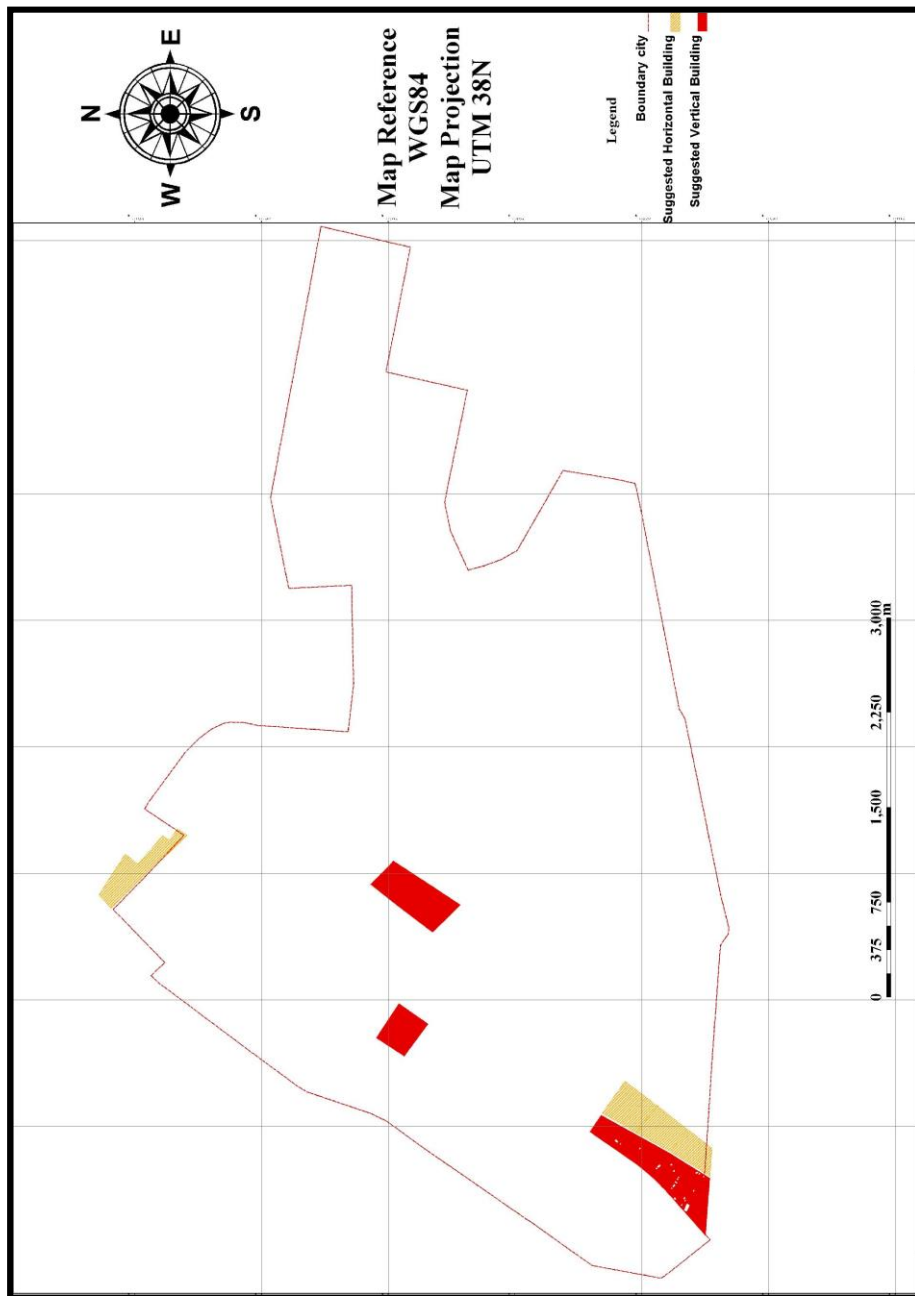 N
E
S
W
Map Reference
WGS84
Map Projection
UTM 38N
Legend
Boundary city
Suggested Horizontal Building
Suggested Vertical Building
0 375 750 1,500 2,250 3,000
m